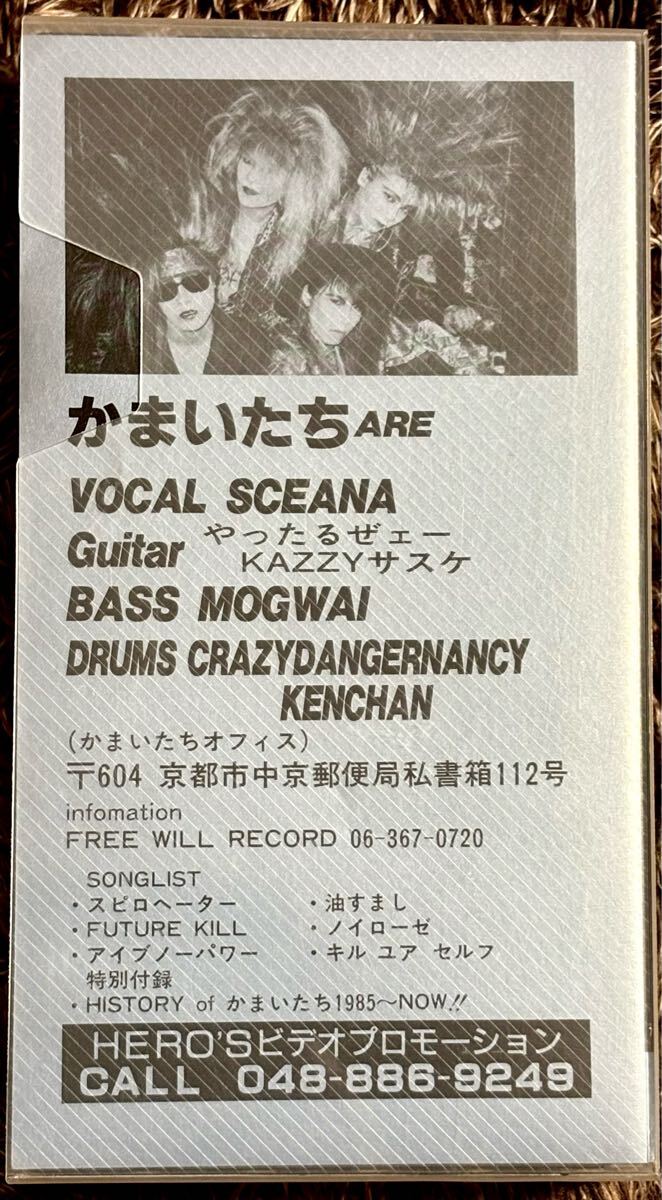 かまいたち ARE
VOCAL SCEANA
Guitar やったるぜェー
KAZZYサスケ
BASS MOGWAI
DRUMS CRAZYDANGERNANCY
KENCHAN
(かまいたちオフィス)
〒604 京都市中京郵便局私書箱112号
infomation
FREE WILL RECORD 06-367-0720
SONGLIST
・スピロヘーター ・油すまし
・FUTURE KILL ・ノイローゼ
・アイブノーパワー ・キル ユア セルフ
特別付録
・HISTORY of かまいたち1985〜NOW!!
HERO'Sビデオプロモーション
CALL 048-886-9249